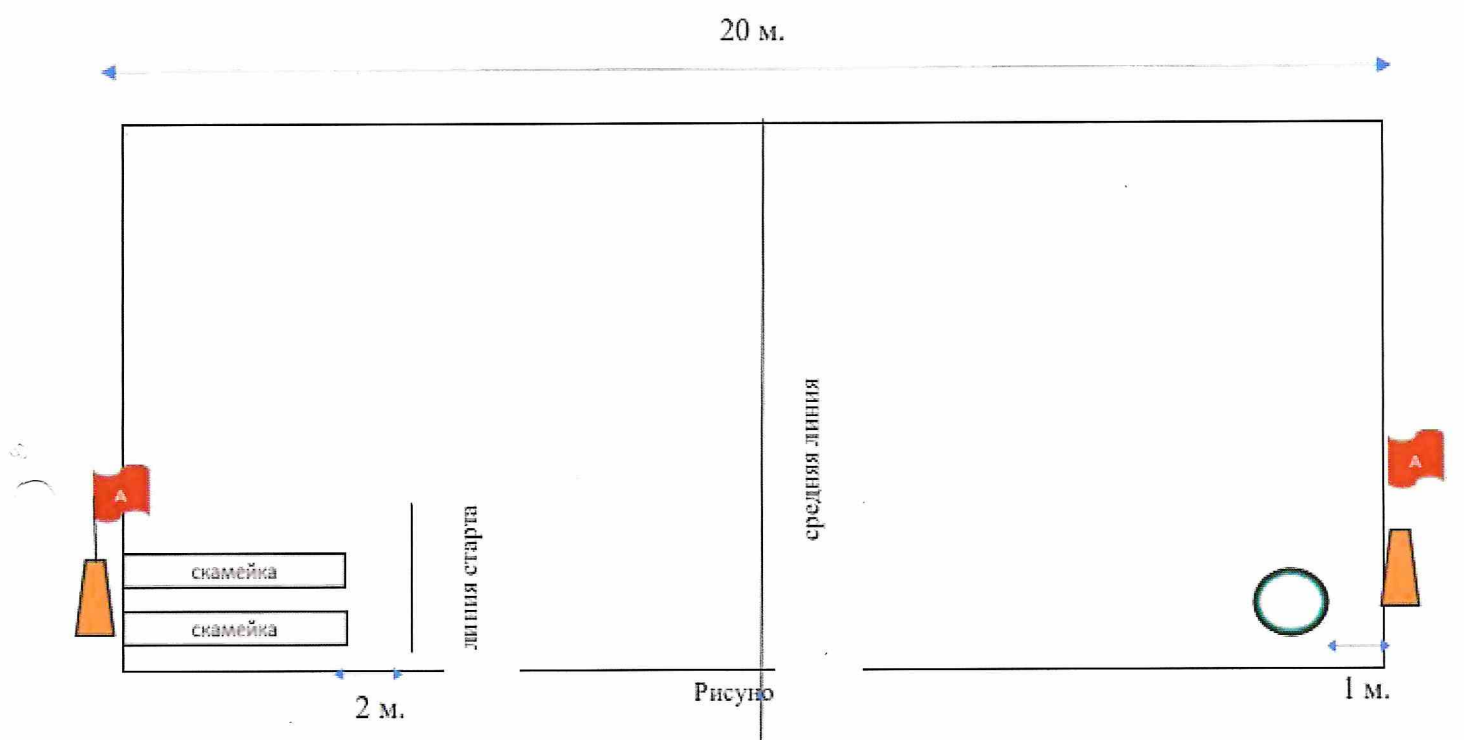 20 м.
средняя линия
А
А
линия старта
скамейка
скамейка
2 м.
Рисуно
1 м.